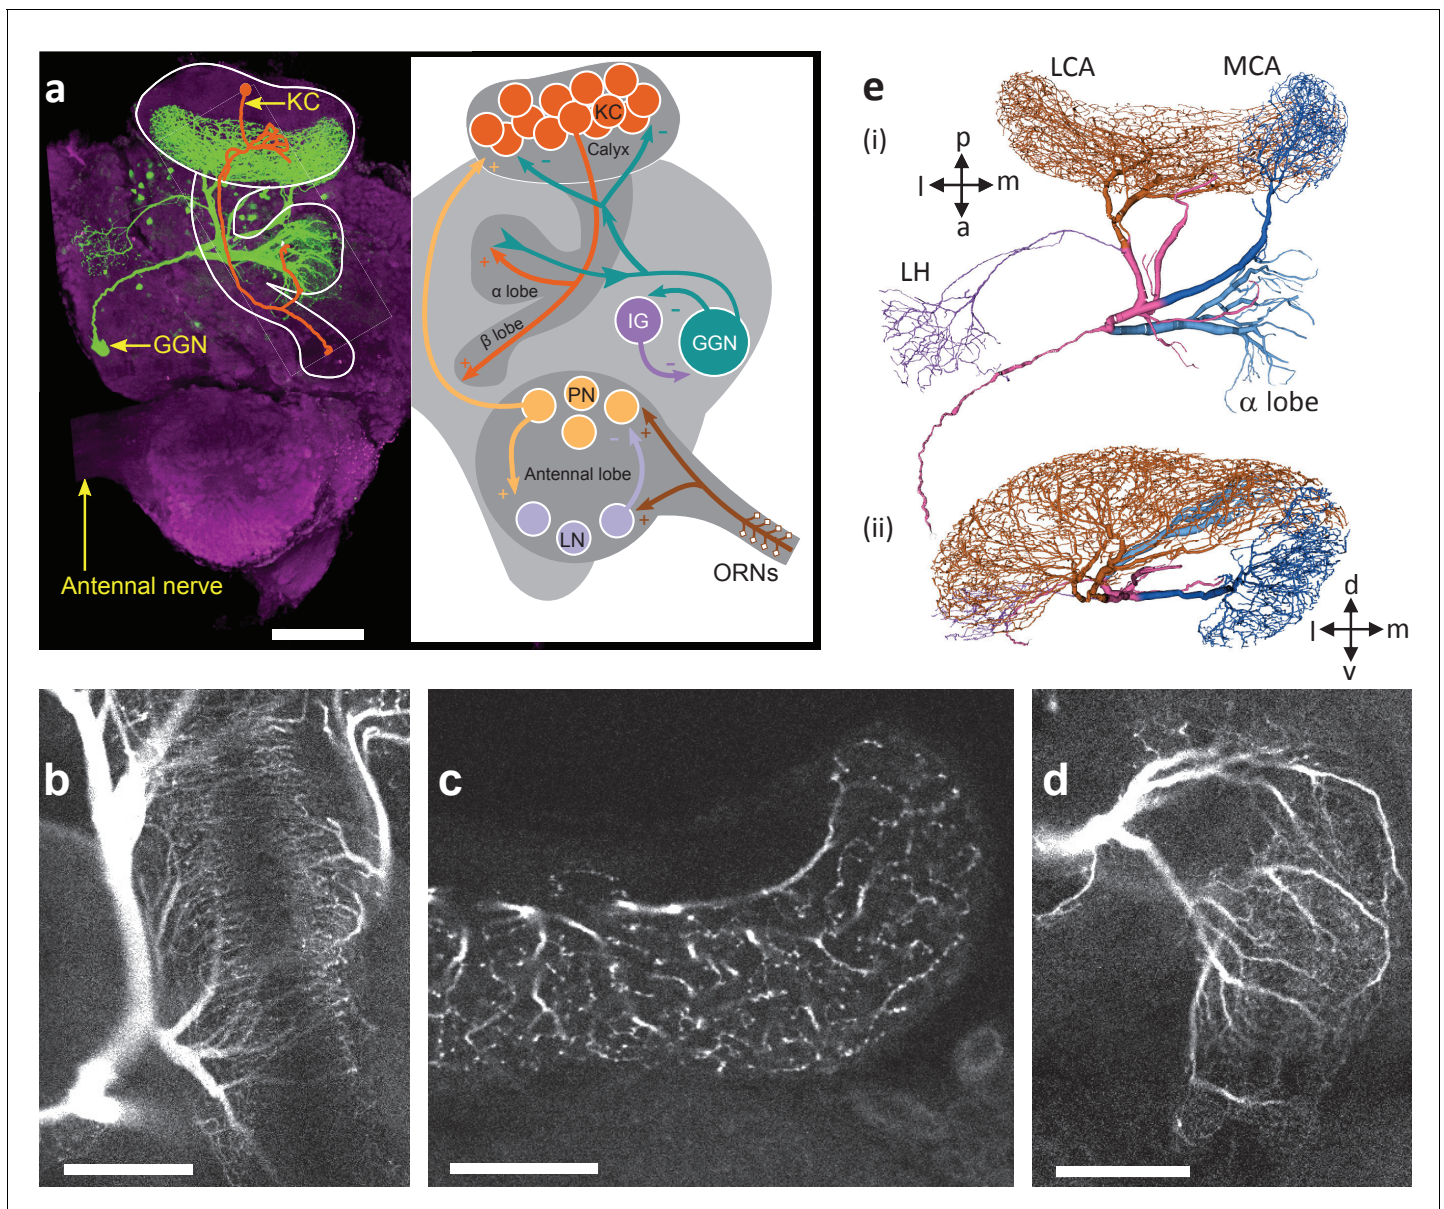 a
KC
GGN
Antennal nerve
KC
Calyx
+
-
-
+
α lobe
β lobe
+
IG
GGN
-
-
PN
+
-
+
Antennal lobe
LN
+
ORNs
e
LCA
MCA
(i)
p
l
m
a
LH
α lobe
(ii)
d
l
m
v
b
c
d